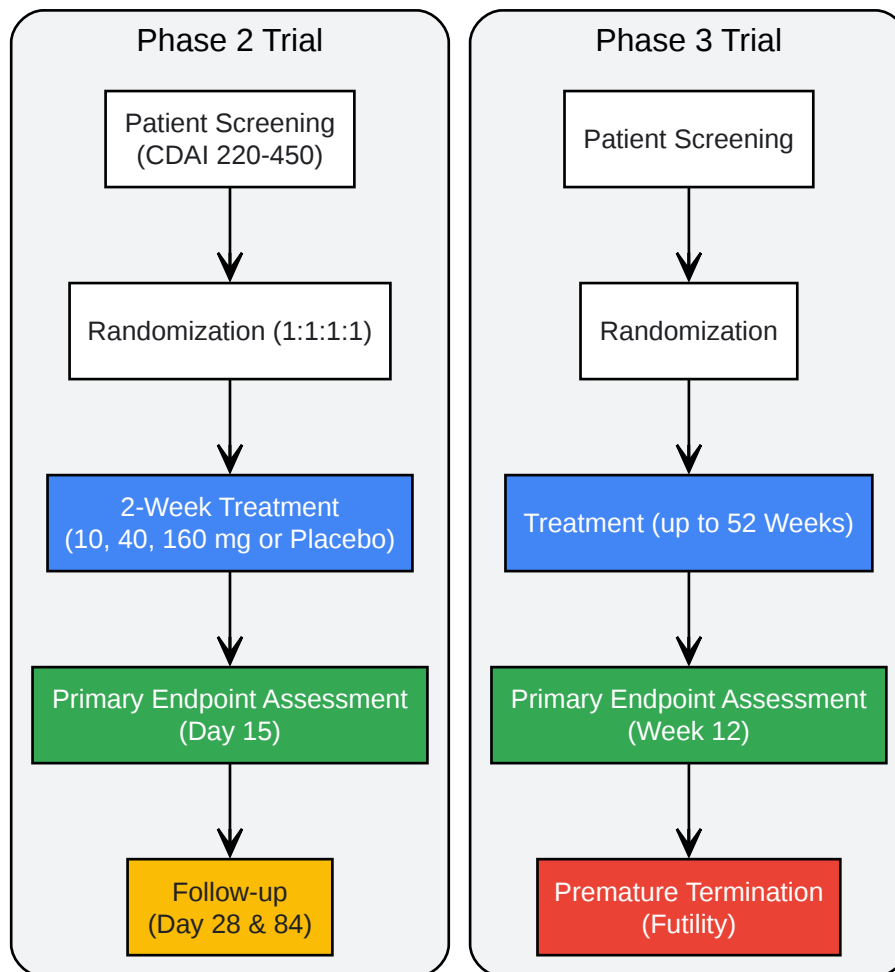 Phase 2 Trial
Patient Screening
(CDAI 220-450)
Randomization (1:1:1:1)
2-Week Treatment
(10, 40, 160 mg or Placebo)
Primary Endpoint Assessment
(Day 15)
Follow-up
(Day 28 & 84)
Phase 3 Trial
Patient Screening
Randomization
Treatment (up to 52 Weeks)
Primary Endpoint Assessment
(Week 12)
Premature Termination
(Futility)